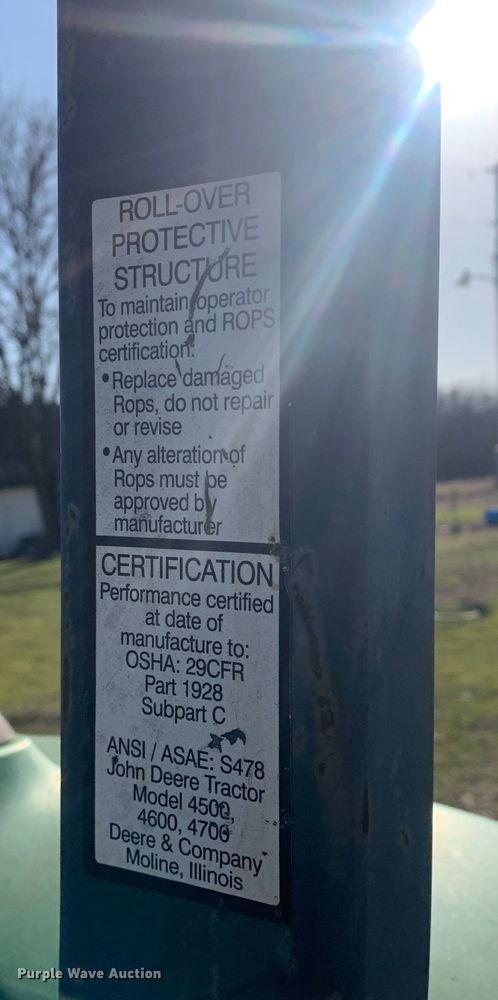 ROLL-OVER
PROTECTIVE
STRUCTURE
To maintain operator
protection and ROPS
certification:
• Replace damaged
Rops, do not repair
or revise
• Any alteration of
Rops must be
approved by
manufacturer
CERTIFICATION
Performance certified
at date of
manufacture to:
OSHA: 29CFR
Part 1928
Subpart C
ANSI / ASAE: S478
John Deere Tractor
Model 4500,
4600, 4700
Deere & Company
Moline, Illinois
Purple Wave Auction